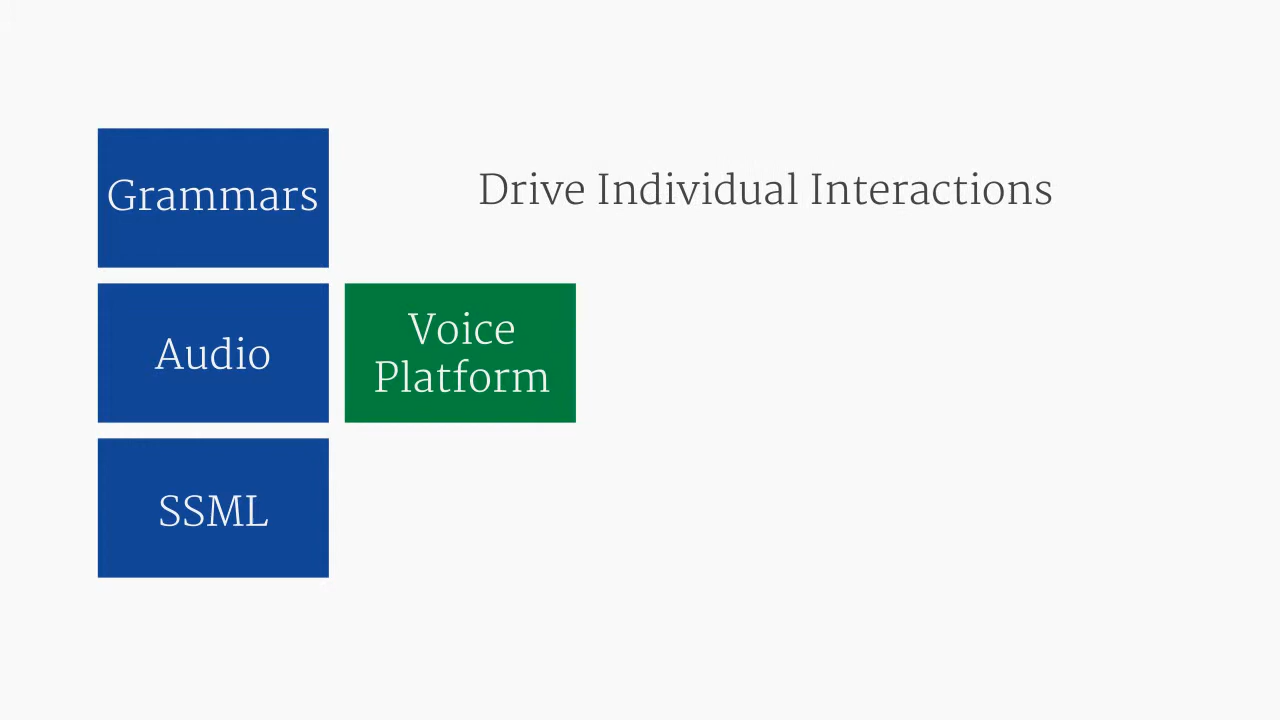 Grammars
Drive Individual Interactions
Audio
Voice
Platform
SSML